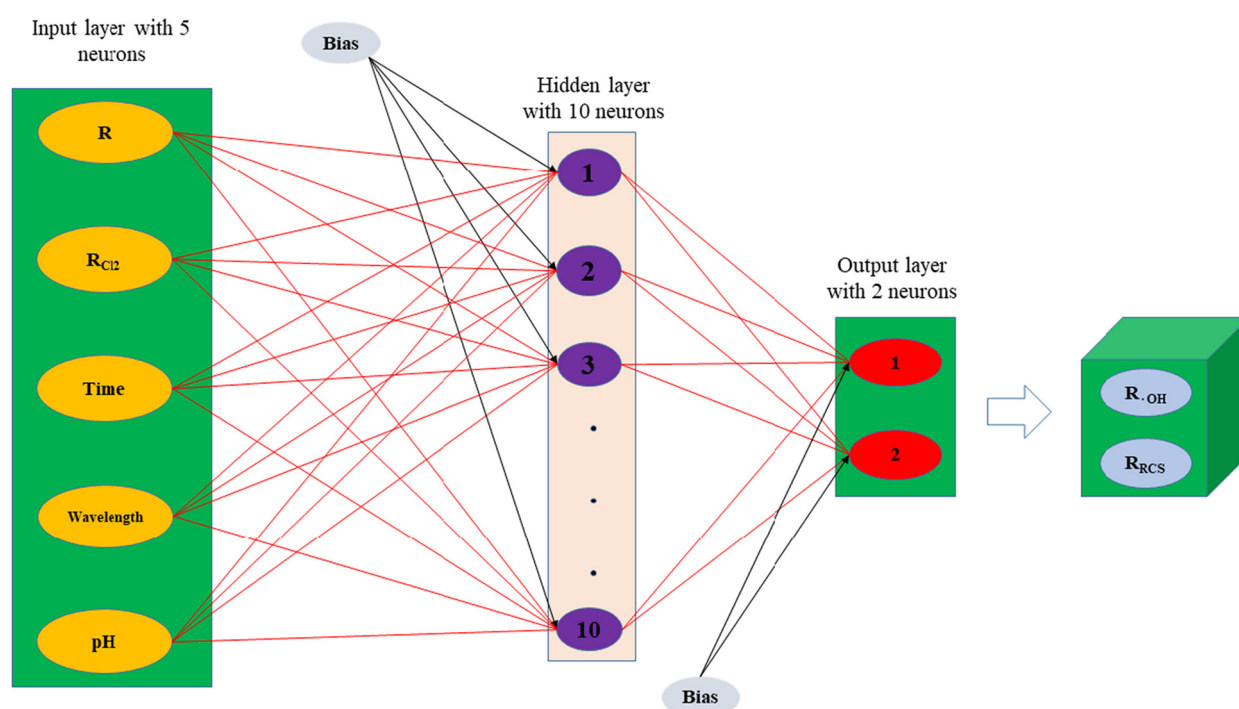 Input layer with 5
neurons
R
R_Cl2
Time
Wavelength
pH
Bias
Hidden layer
with 10 neurons
1
2
3
10
Bias
Output layer
with 2 neurons
1
2
R.OH
RRCS